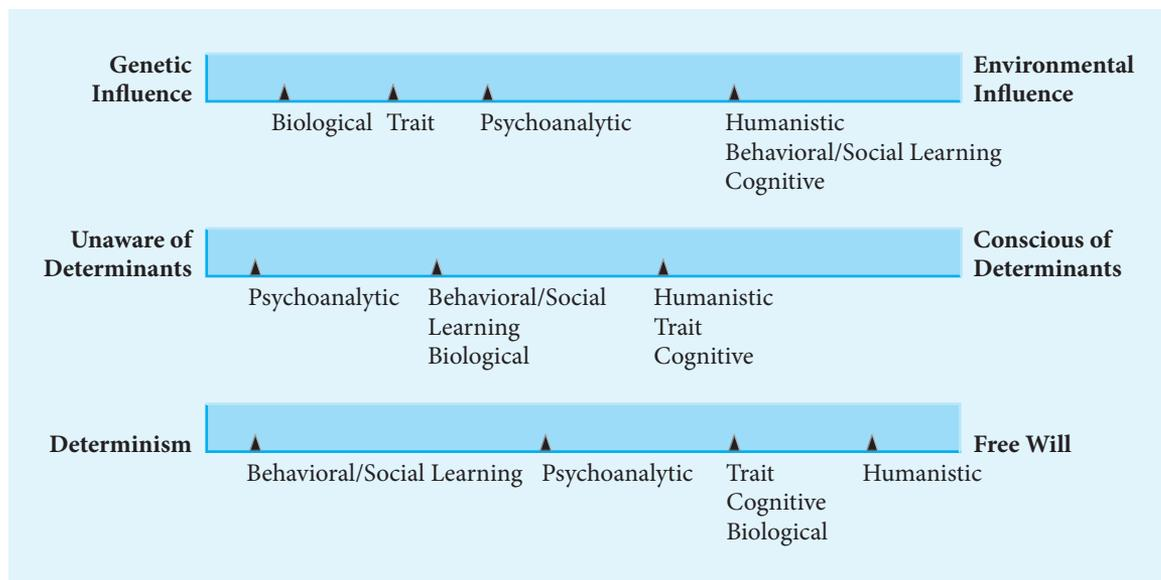 Genetic
Influence
Environmental
Influence
Biological
Trait
Psychoanalytic
Humanistic
Behavioral/Social Learning
Cognitive
Unaware of
Determinants
Conscious of
Determinants
Psychoanalytic
Behavioral/Social
Learning
Biological
Humanistic
Trait
Cognitive
Determinism
Free Will
Behavioral/Social Learning
Psychoanalytic
Trait
Cognitive
Biological
Humanistic